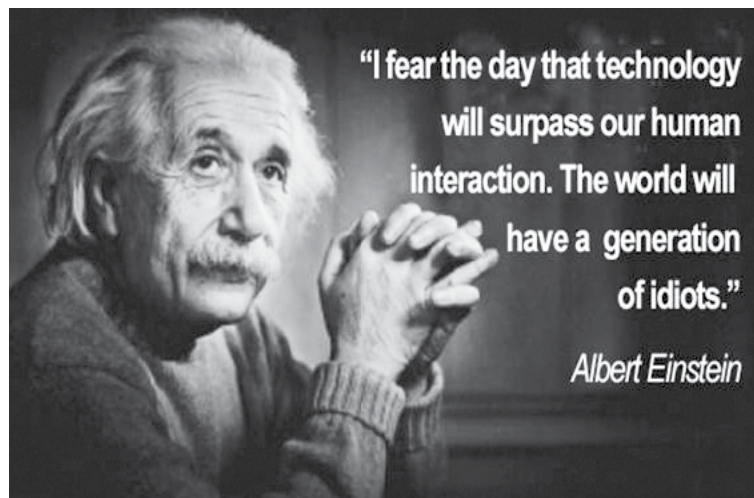 “I fear the day that technology
will surpass our human
interaction. The world will
have a generation
of idiots.”
Albert Einstein